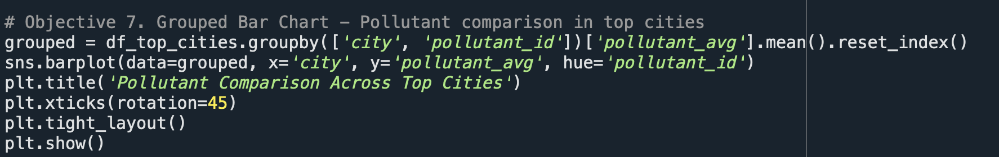 # Objective 7. Grouped Bar Chart – Pollutant comparison in top cities
grouped = df_top_cities.groupby(['city', 'pollutant_id'])['pollutant_avg'].mean().reset_index()
sns.barplot(data=grouped, x='city', y='pollutant_avg', hue='pollutant_id')
plt.title('Pollutant Comparison Across Top Cities')
plt.xticks(rotation=45)
plt.tight_layout()
plt.show()